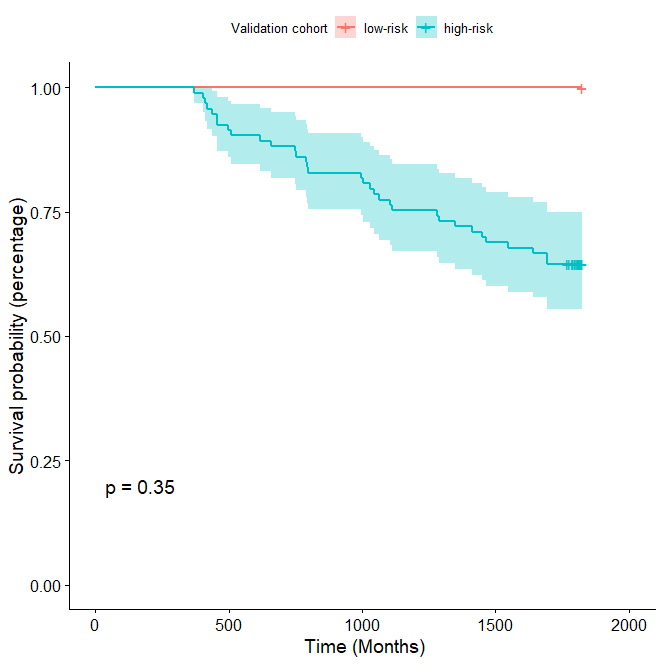 Validation cohort low-risk high-risk
Survival probability (percentage)
1.00
0.75
0.50
0.25
0.00
p = 0.35
0 500 1000 1500 2000
Time (Months)